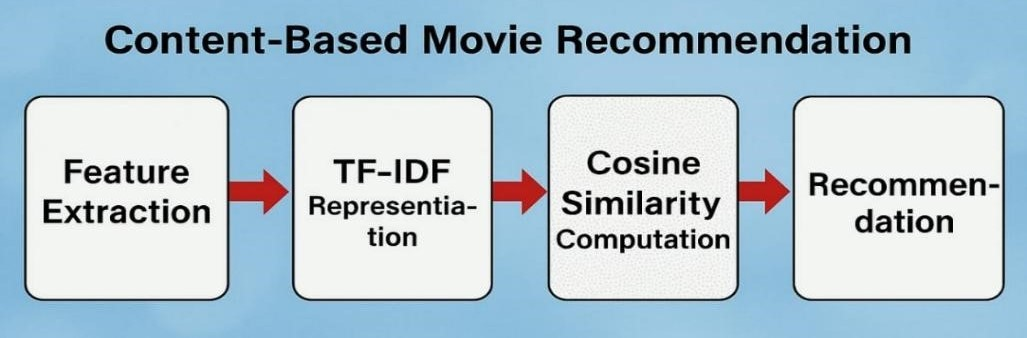 Content-Based Movie Recommendation
Feature
Extraction
TF-IDF
Representia-
tion
Cosine
Similarity
Computation
Recommen-
dation